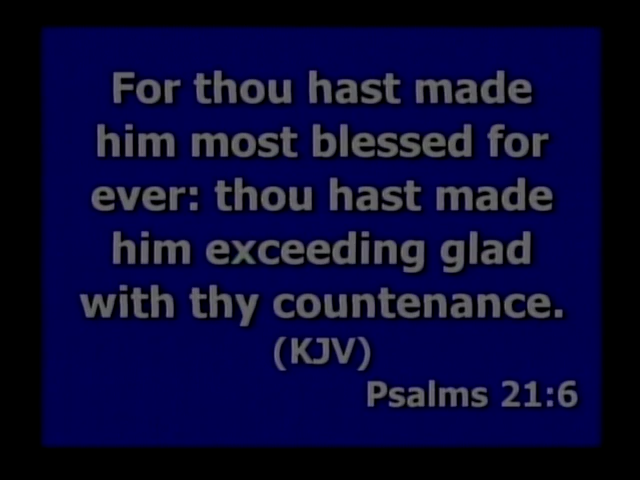 For thou hast made
him most blessed for
ever: thou hast made
him exceeding glad
with thy countenance.
(KJV)
Psalms 21:6